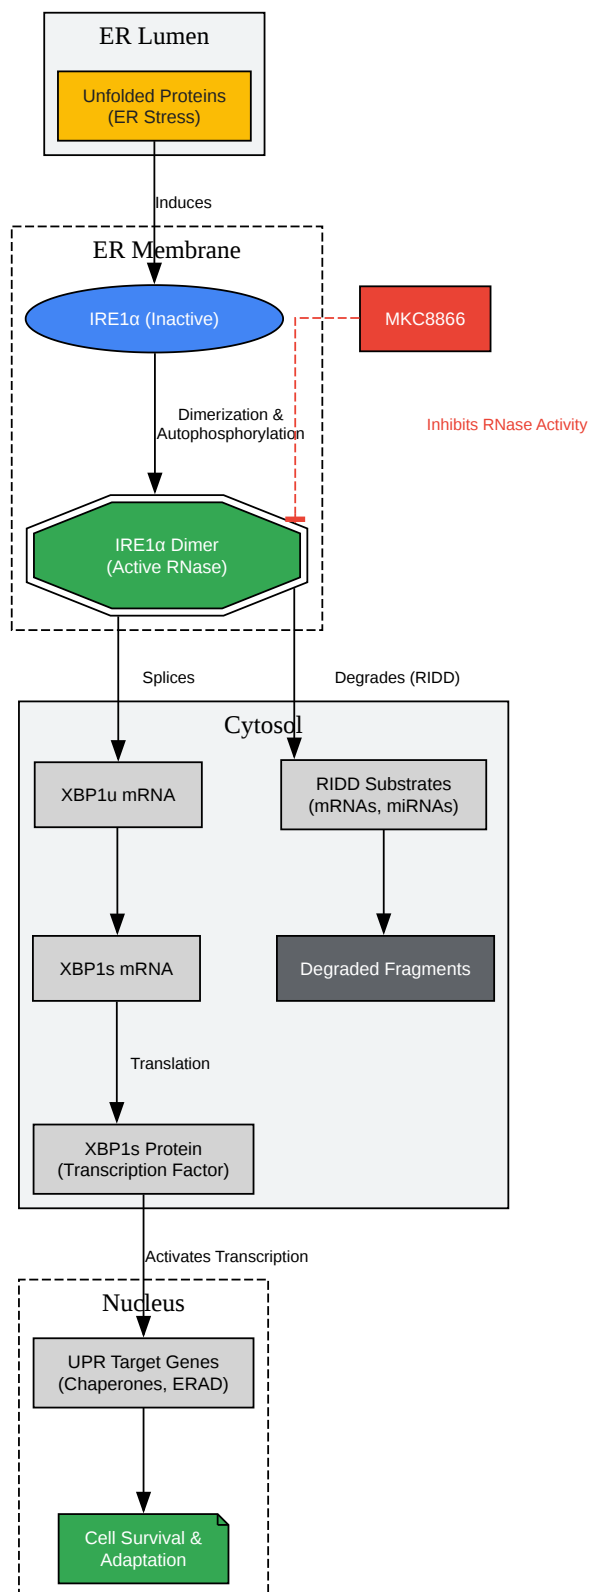 ER Lumen
Unfolded Proteins
(ER Stress)
Induces
ER Membrane
IRE1α (Inactive)
MKC8866
Dimerization &
Autophosphorylation
Inhibits RNase Activity
IRE1α Dimer
(Active RNase)
Splices
Degrades (RIDD)
Cytosol
XBP1u mRNA
RIDD Substrates
(mRNAs, miRNAs)
XBP1s mRNA
Degraded Fragments
Translation
XBP1s Protein
(Transcription Factor)
Activates Transcription
Nucleus
UPR Target Genes
(Chaperones, ERAD)
Cell Survival &
Adaptation